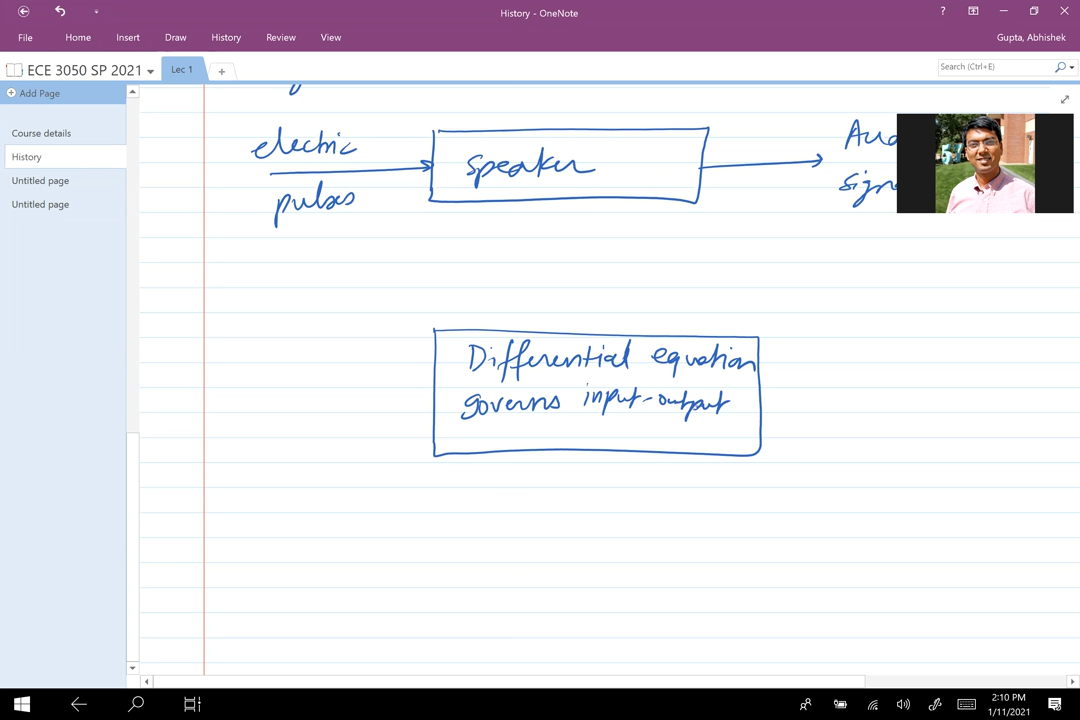 History - OneNote
?
File
Home
Insert
Draw
History
Review
View
Gupta, Abhishek
ECE 3050 SP 2021
Lec 1
+
Search (Ctrl+E)
Add Page
Course details
History
Untitled page
Untitled page
electric
pulses
speaker
Differential equation
governs input-output
2:10 PM
1/11/2021